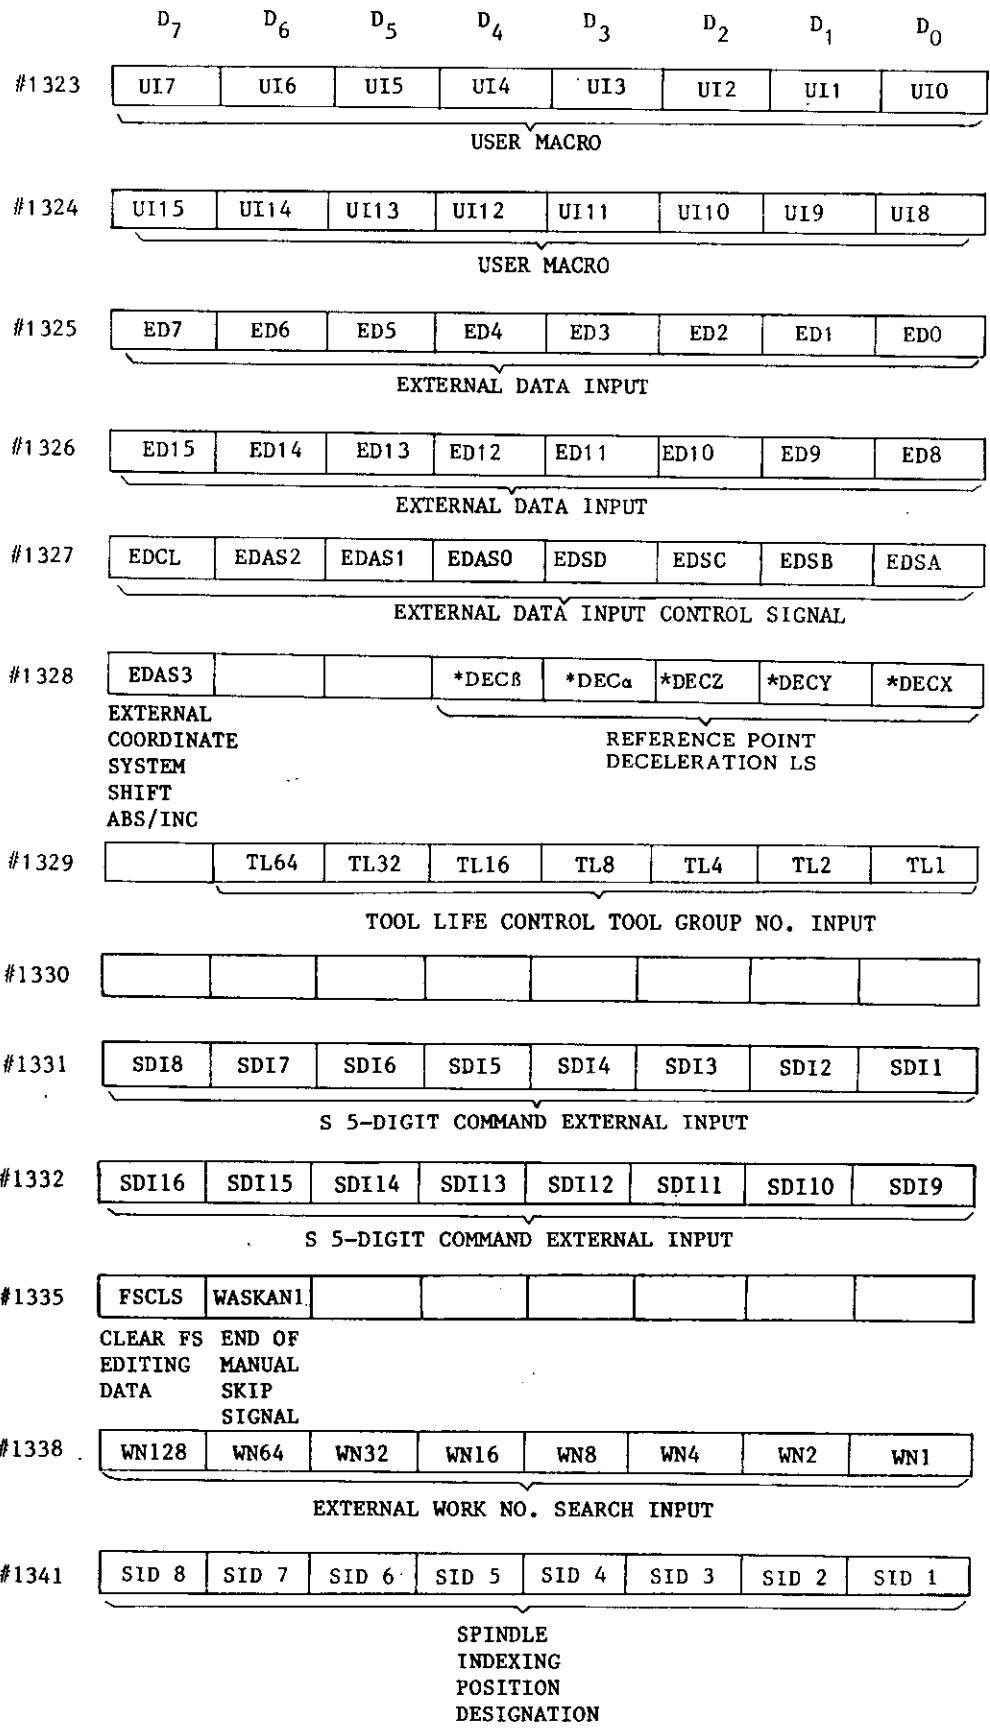 D7 D6 D5 D4 D3 D2 D1 D0
#1323 UI7 UI6 UI5 UI4 UI3 UI2 UI1 UI0
USER MACRO
#1324 UI15 UI14 UI13 UI12 UI11 UI10 UI9 UI8
USER MACRO
#1325 ED7 ED6 ED5 ED4 ED3 ED2 ED1 ED0
EXTERNAL DATA INPUT
#1326 ED15 ED14 ED13 ED12 ED11 ED10 ED9 ED8
EXTERNAL DATA INPUT
#1327 EDCL EDAS2 EDAS1 EDAS0 EDSD EDSC EDSB EDSA
EXTERNAL DATA INPUT CONTROL SIGNAL
#1328 EDAS3 *DECβ *DECα *DECZ *DECY *DECX
EXTERNAL
COORDINATE
SYSTEM
SHIFT
ABS/INC
REFERENCE POINT
DECELERATION LS
#1329 TL64 TL32 TL16 TL8 TL4 TL2 TL1
TOOL LIFE CONTROL TOOL GROUP NO. INPUT
#1330
#1331 SDI8 SDI7 SDI6 SDI5 SDI4 SDI3 SDI2 SDI1
S 5-DIGIT COMMAND EXTERNAL INPUT
#1332 SDI16 SDI15 SDI14 SDI13 SDI12 SDI11 SDI10 SDI9
S 5-DIGIT COMMAND EXTERNAL INPUT
#1335 FSCLS WASKAN1
CLEAR FS
EDITING
DATA
END OF
MANUAL
SKIP
SIGNAL
#1338 WN128 WN64 WN32 WN16 WN8 WN4 WN2 WN1
EXTERNAL WORK NO. SEARCH INPUT
#1341 SID 8 SID 7 SID 6 SID 5 SID 4 SID 3 SID 2 SID 1
SPINDLE
INDEXING
POSITION
DESIGNATION